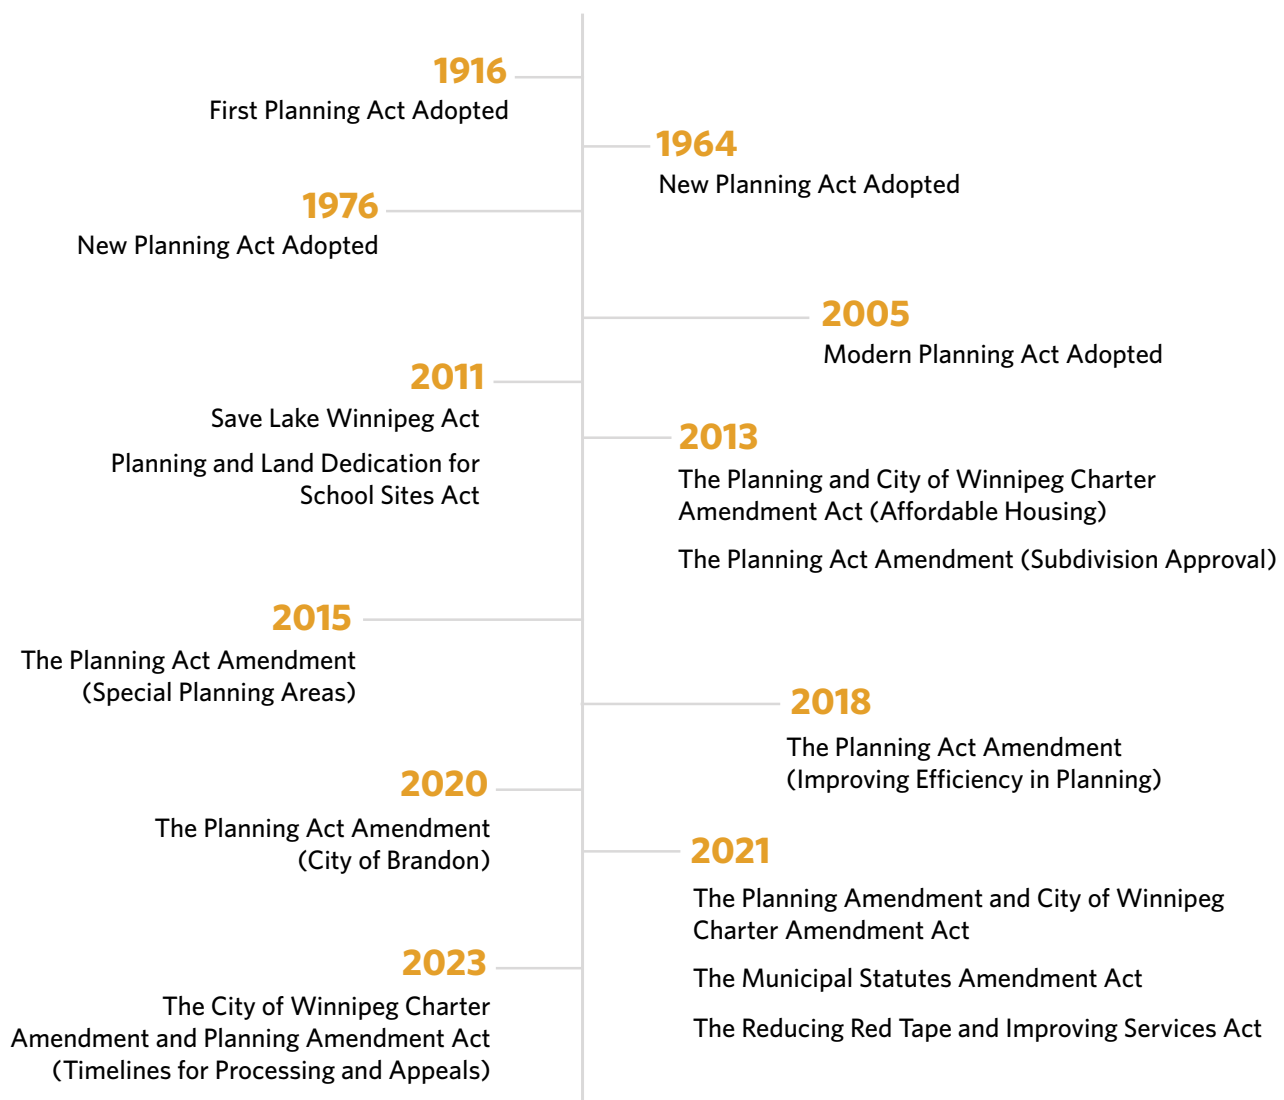 1916
First Planning Act Adopted
1964
New Planning Act Adopted
1976
New Planning Act Adopted
2005
Modern Planning Act Adopted
2011
Save Lake Winnipeg Act
Planning and Land Dedication for
School Sites Act
2013
The Planning and City of Winnipeg Charter
Amendment Act (Affordable Housing)
The Planning Act Amendment (Subdivision Approval)
2015
The Planning Act Amendment
(Special Planning Areas)
2018
The Planning Act Amendment
(Improving Efficiency in Planning)
2020
The Planning Act Amendment
(City of Brandon)
2021
The Planning Amendment and City of Winnipeg
Charter Amendment Act
The Municipal Statutes Amendment Act
The Reducing Red Tape and Improving Services Act
2023
The City of Winnipeg Charter
Amendment and Planning Amendment Act
(Timelines for Processing and Appeals)